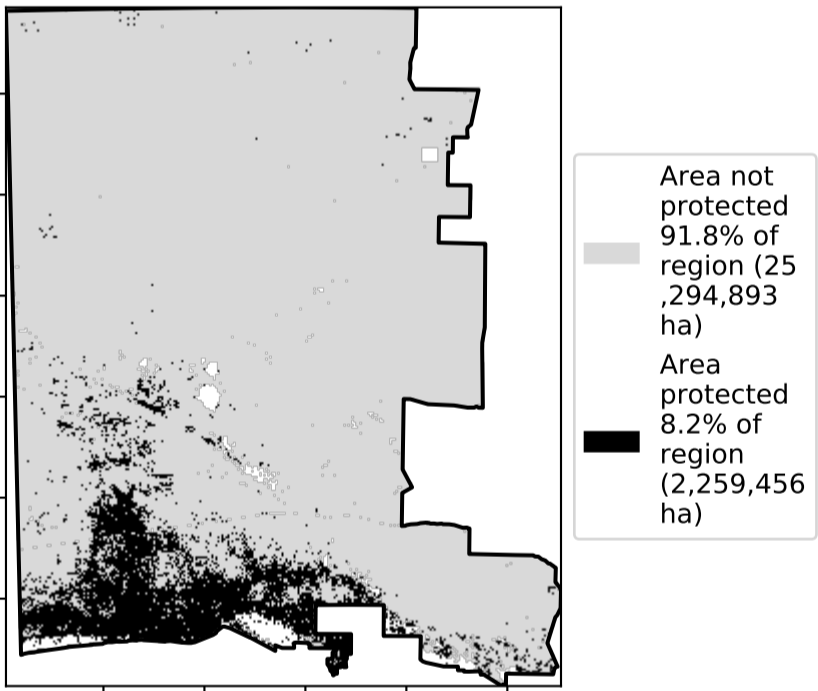 Area not
protected
91.8% of
region (25
,294,893
ha)
Area
protected
8.2% of
region
(2,259,456
ha)